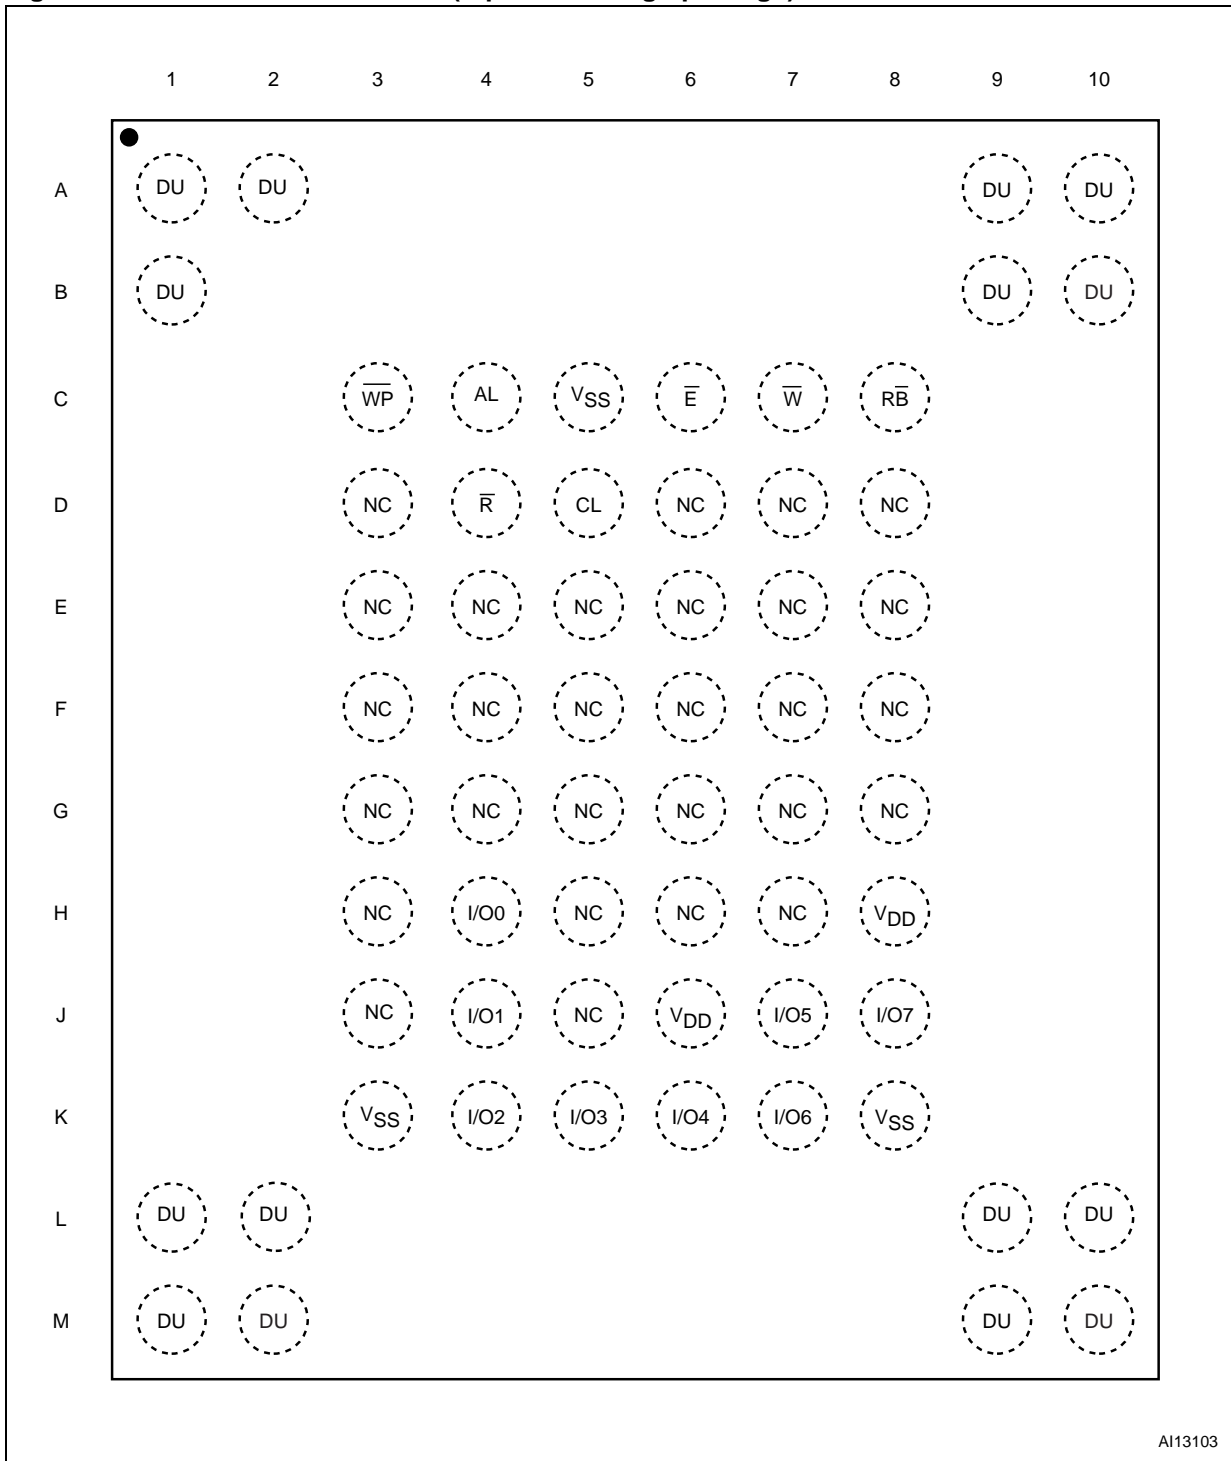 1 2 3 4 5 6 7 8 9 10
A DU DU DU DU
B DU DU DU
C W̅P̅ AL VSS E̅ W̅ RB̅
D NC R̅ CL NC NC NC
E NC NC NC NC NC NC
F NC NC NC NC NC NC
G NC NC NC NC NC NC
H NC I/O0 NC NC NC VDD
J NC I/O1 NC VDD I/O5 I/O7
K VSS I/O2 I/O3 I/O4 I/O6 VSS
L DU DU DU DU
M DU DU DU DU
AI13103